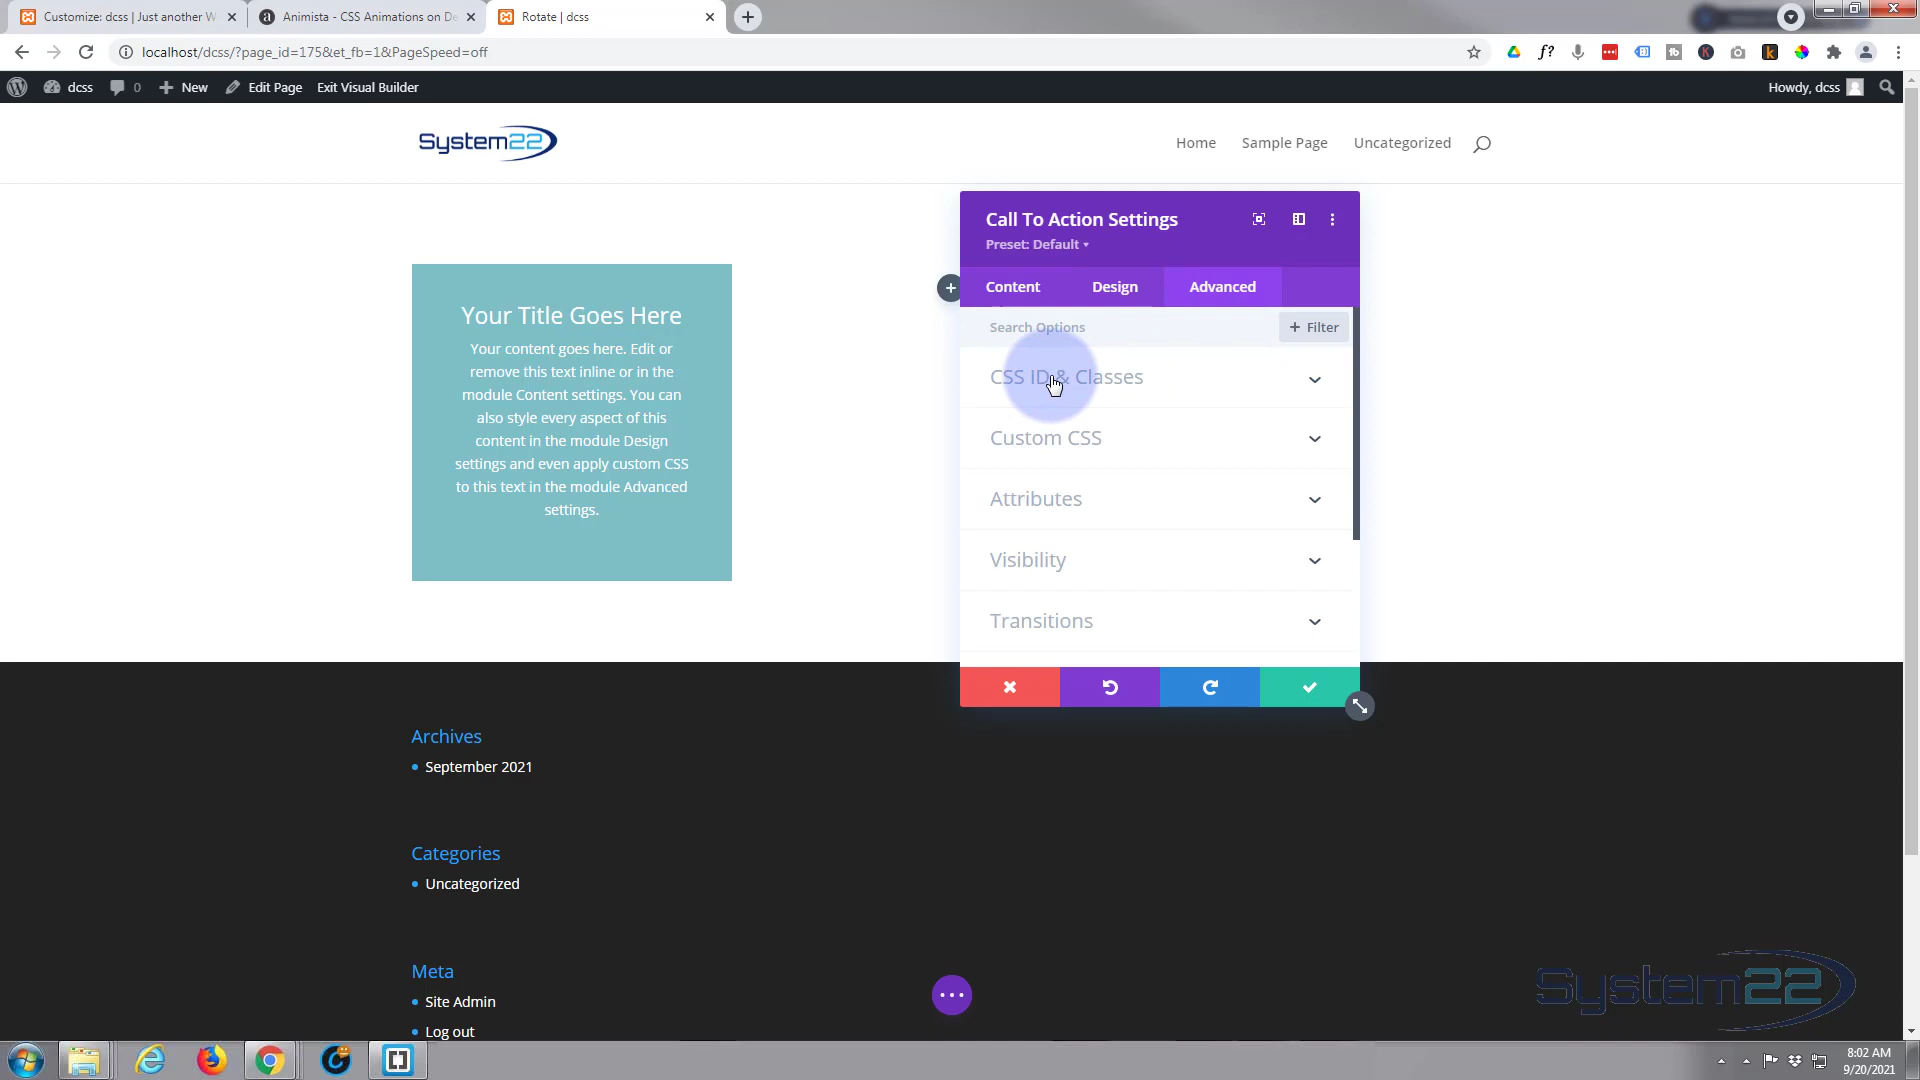 Customize: dcss | Just another W
Animista - CSS Animations on De
Rotate | dcss
localhost/dcss/?page_id=175&et_fb=1&PageSpeed=off
dcss
0
New
Edit Page
Exit Visual Builder
Howdy, dcss
System22
Home
Sample Page
Uncategorized
Call To Action Settings
Preset: Default
Content
Design
Advanced
Search Options
Filter
CSS ID & Classes
Custom CSS
Attributes
Visibility
Transitions
Your Title Goes Here
Your content goes here. Edit or
remove this text inline or in the
module Content settings. You can
also style every aspect of this
content in the module Design
settings and even apply custom CSS
to this text in the module Advanced
settings.
Archives
September 2021
Categories
Uncategorized
Meta
Site Admin
Log out
System22
8:02 AM
9/20/2021